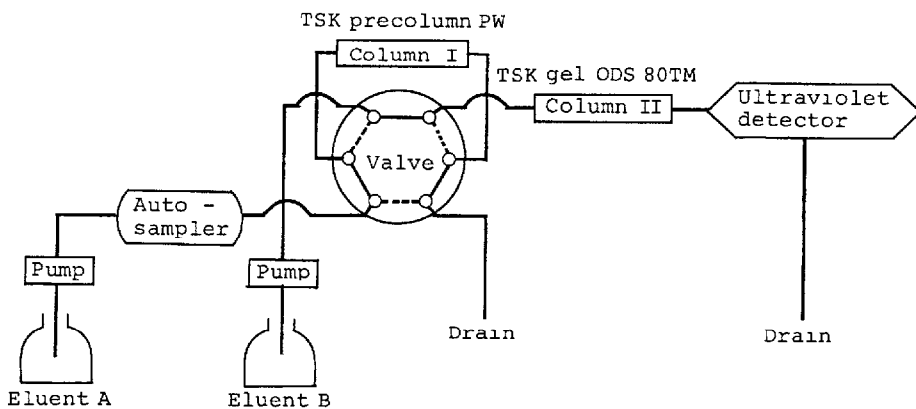 TSK precolumn PW
Column I
TSK gel ODS 80TM
Column II
Ultraviolet
detector
Valve
Auto -
sampler
Pump
Pump
Drain
Drain
Eluent A
Eluent B